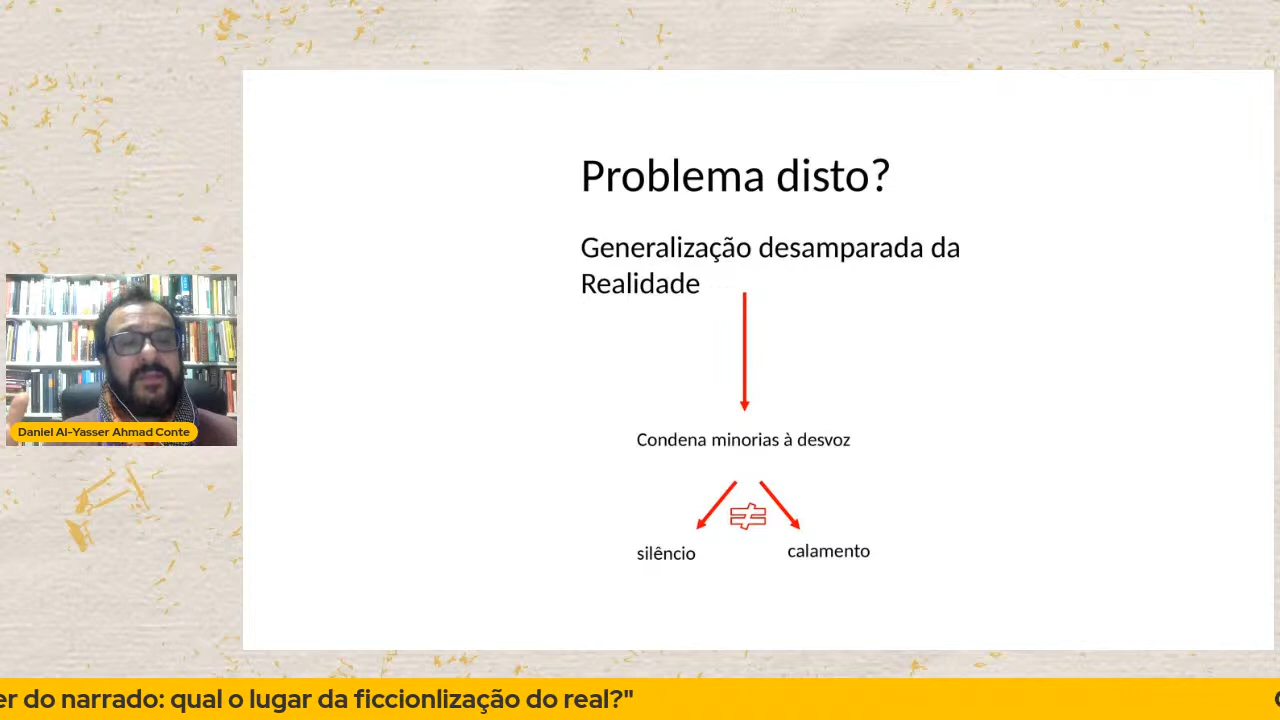 Problema disto?
Generalização desamparada da
Realidade
Condena minorias à desvoz
≠
silêncio
calamento
Daniel Al-Yasser Ahmad Conte
er do narrado: qual o lugar da ficcionlização do real?"